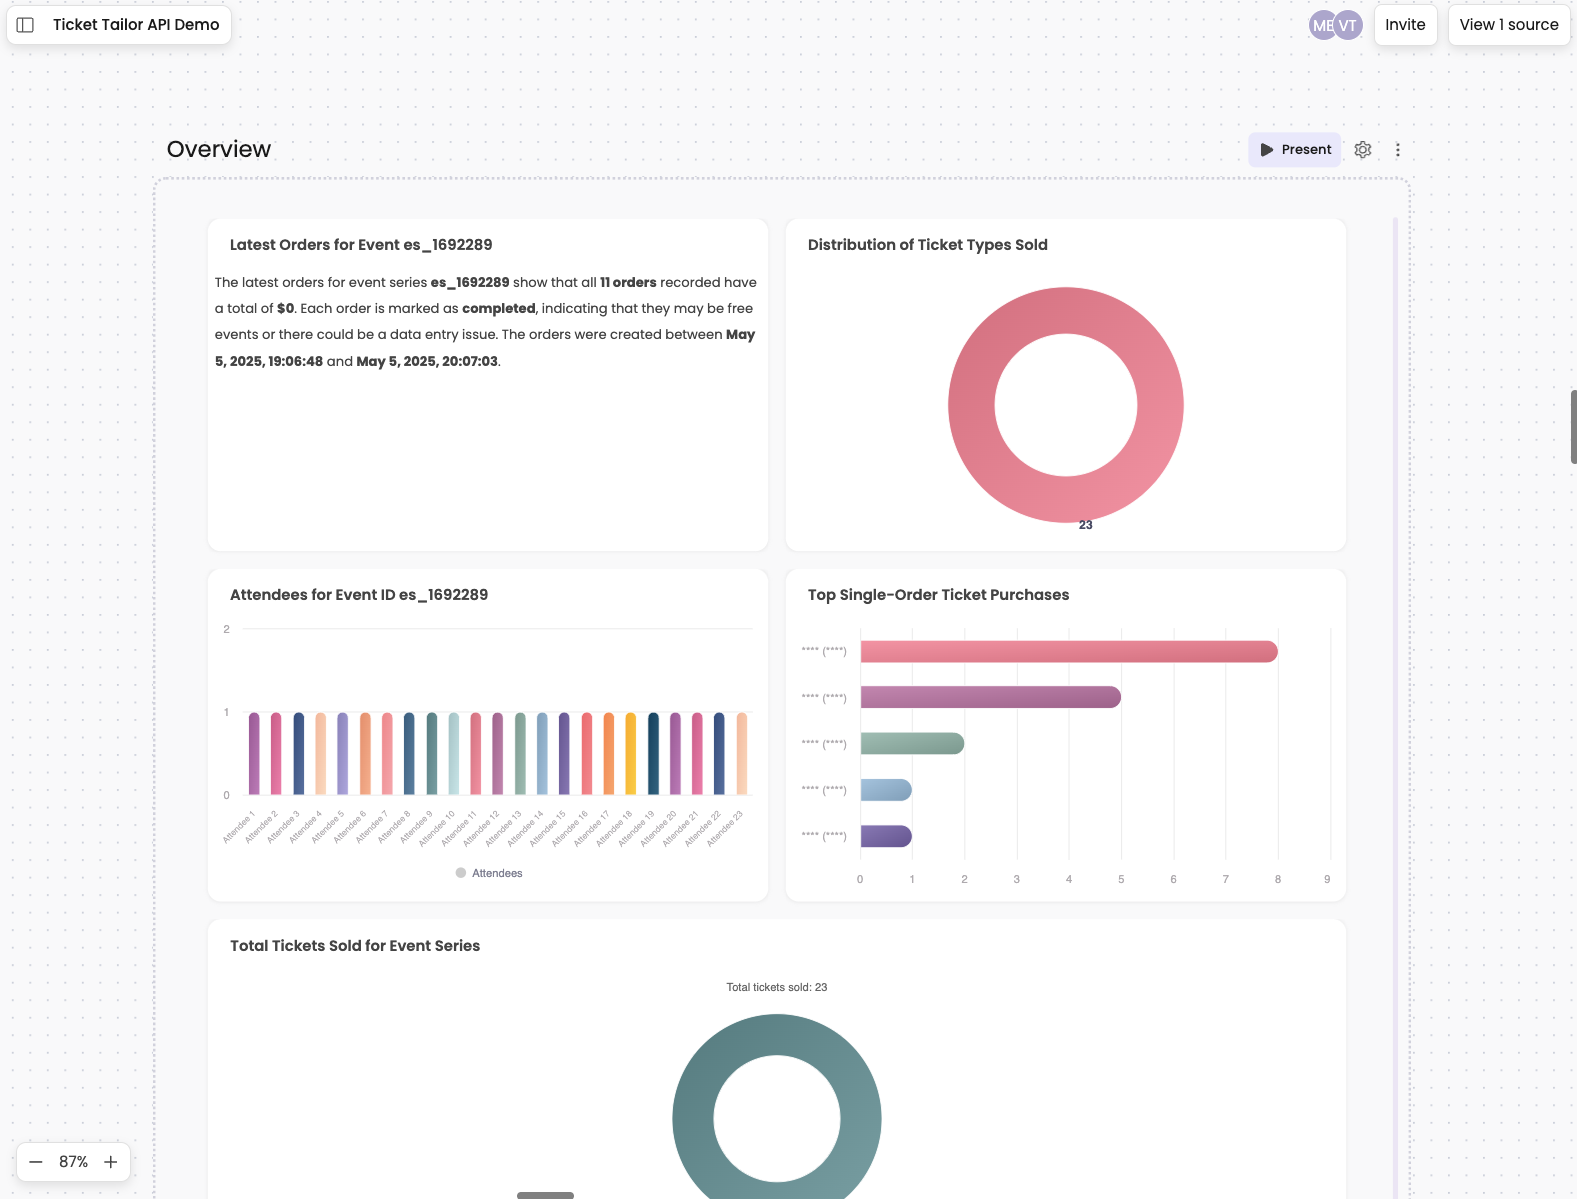 Ticket Tailor API Demo
ME VT
Invite
View 1 source
Overview
Present
Latest Orders for Event es_1692289
The latest orders for event series es_1692289 show that all 11 orders recorded have
a total of $0. Each order is marked as completed, indicating that they may be free
events or there could be a data entry issue. The orders were created between May
5, 2025, 19:06:48 and May 5, 2025, 20:07:03.
Distribution of Ticket Types Sold
23
Attendees for Event ID es_1692289
2
1
0
Attendee 1
Attendee 2
Attendee 3
Attendee 4
Attendee 5
Attendee 6
Attendee 7
Attendee 8
Attendee 9
Attendee 10
Attendee 11
Attendee 12
Attendee 13
Attendee 14
Attendee 15
Attendee 16
Attendee 17
Attendee 18
Attendee 19
Attendee 20
Attendee 21
Attendee 22
Attendee 23
Attendees
Top Single-Order Ticket Purchases
**** (****)
**** (****)
**** (****)
**** (****)
**** (****)
0 1 2 3 4 5 6 7 8 9
Total Tickets Sold for Event Series
Total tickets sold: 23
87%